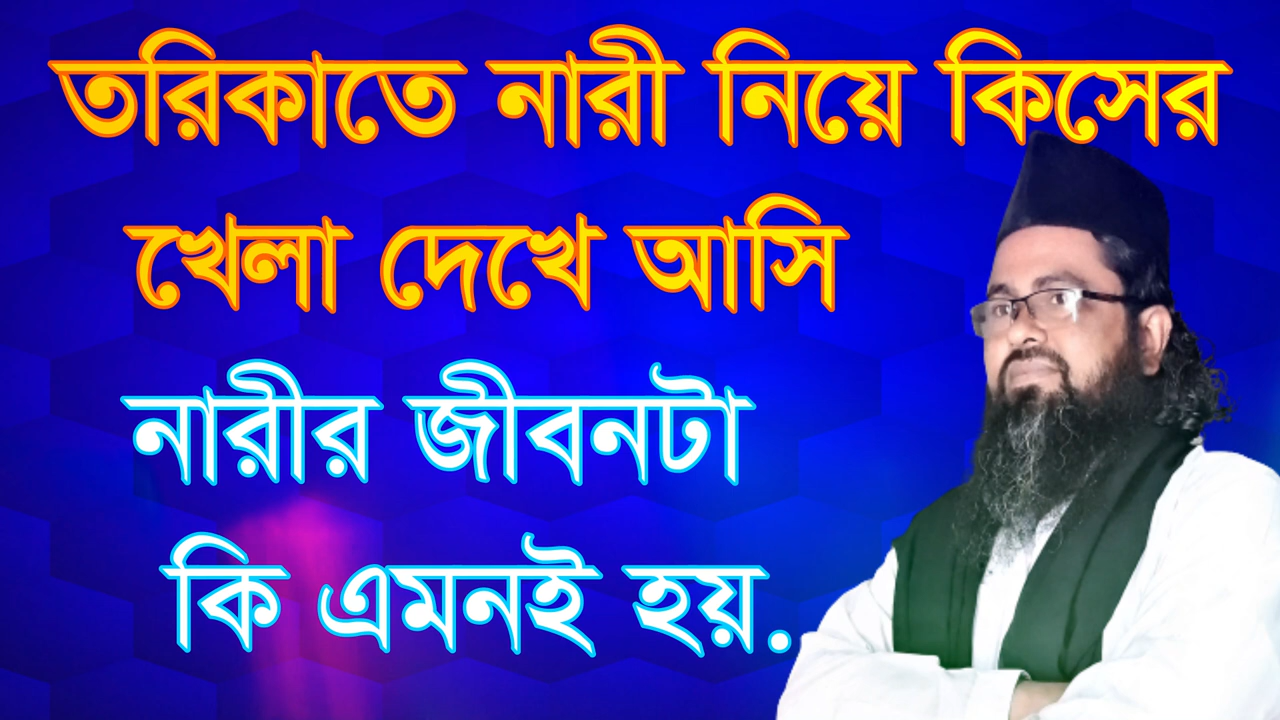 তরিকাতে নারী নিয়ে কিসের
খেলা দেখে আসি
নারীর জীবনটা
কি এমনই হয়.